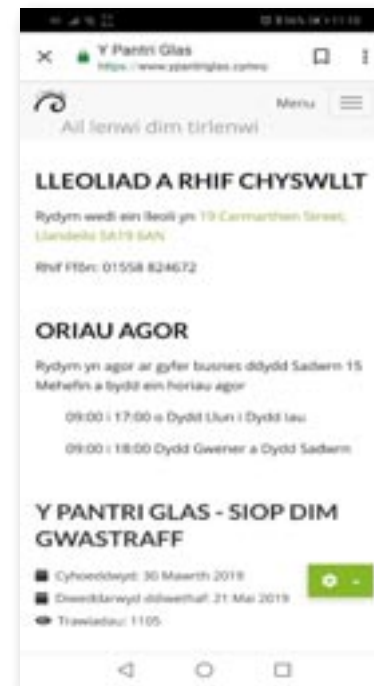 Y Pantri Glas
https://www.ypantriglas.cymru
Menu
Ail lenwi dim tirlenwi
LLEOLIAD A RHIF CHYSWLLT
Rydym wedi ein lleoli yn 19 Carmarthen Street,
Llandeilo SA19 6AN
Rhif Ffôn: 01558 824672
ORIAU AGOR
Rydym yn agor ar gyfer busnes ddydd Sadwrn 15
Mehefin a bydd ein horiau agor
09:00 i 17:00 o Dydd Llun i Dydd Iau
09:00 i 18:00 Dydd Gwener a Dydd Sadwrn
Y PANTRI GLAS - SIOP DIM
GWASTRAFF
Cyhoeddwyd: 30 Mawrth 2019
Diweddarwyd ddiwethaf: 21 Mai 2019
Trawiadau: 1105